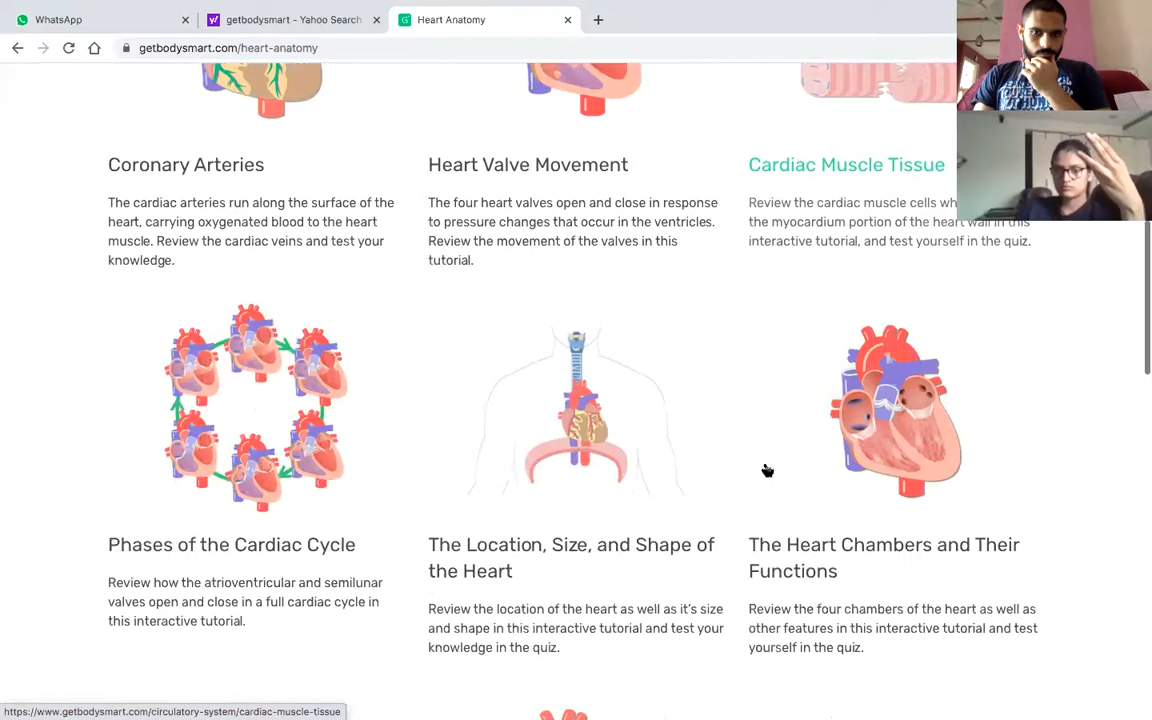 WhatsApp
getbodysmart - Yahoo Search
Heart Anatomy
getbodysmart.com/heart-anatomy
Coronary Arteries
The cardiac arteries run along the surface of the
heart, carrying oxygenated blood to the heart
muscle. Review the cardiac veins and test your
knowledge.
Heart Valve Movement
The four heart valves open and close in response
to pressure changes that occur in the ventricles.
Review the movement of the valves in this
tutorial.
Cardiac Muscle Tissue
Review the cardiac muscle cells wh
the myocardium portion of the heart wall in this
interactive tutorial, and test yourself in the quiz.
Phases of the Cardiac Cycle
Review how the atrioventricular and semilunar
valves open and close in a full cardiac cycle in
this interactive tutorial.
The Location, Size, and Shape of
the Heart
Review the location of the heart as well as it's size
and shape in this interactive tutorial and test your
knowledge in the quiz.
The Heart Chambers and Their
Functions
Review the four chambers of the heart as well as
other features in this interactive tutorial and test
yourself in the quiz.
https://www.getbodysmart.com/circulatory-system/cardiac-muscle-tissue